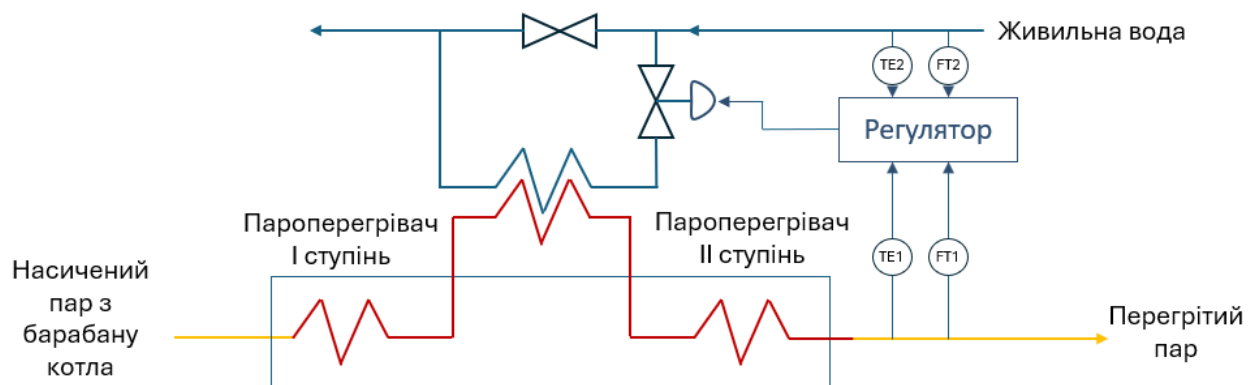 Живильна вода
TE2
FT2
Регулятор
Пароперегрівач
I ступінь
Пароперегрівач
II ступінь
TE1
FT1
Насичений
пар з
барабану
котла
Перегрітий
пар